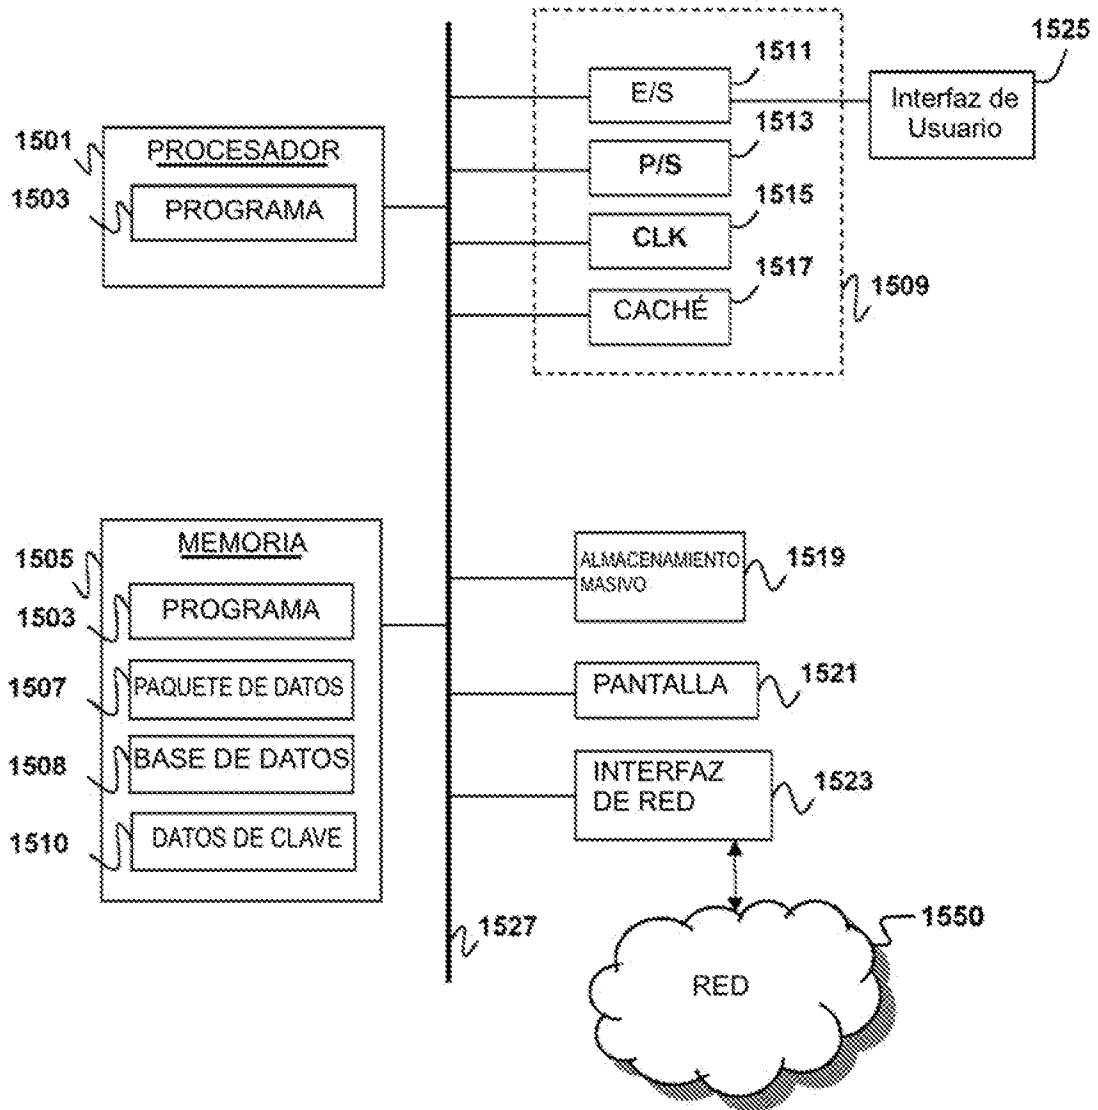 1525
1511
E/S
Interfaz de
Usuario
1513
P/S
1501
PROCESADOR
1503
PROGRAMA
1515
CLK
1517
CACHÉ
1509
1505
MEMORIA
1503
PROGRAMA
1507
PAQUETE DE DATOS
1508
BASE DE DATOS
1510
DATOS DE CLAVE
ALMACENAMIENTO
MASIVO
1519
PANTALLA
1521
INTERFAZ
DE RED
1523
1527
1550
RED